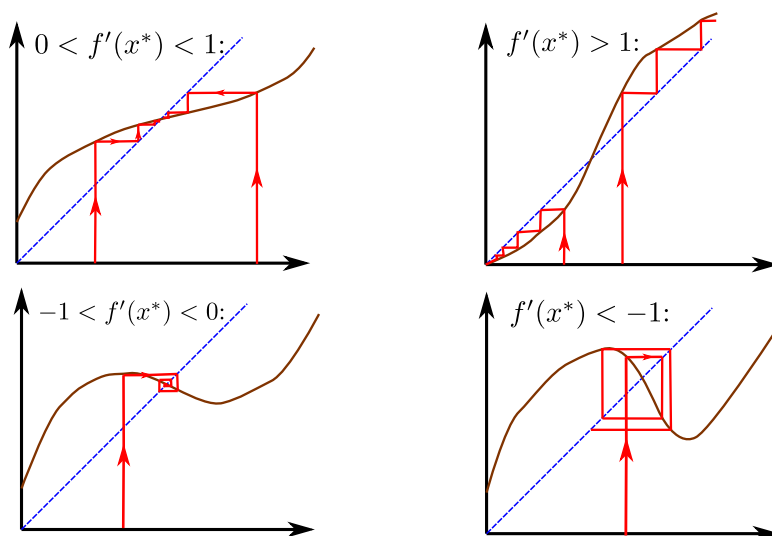 0 < f′(x*) < 1:
f′(x*) > 1:
−1 < f′(x*) < 0:
f′(x*) < −1: